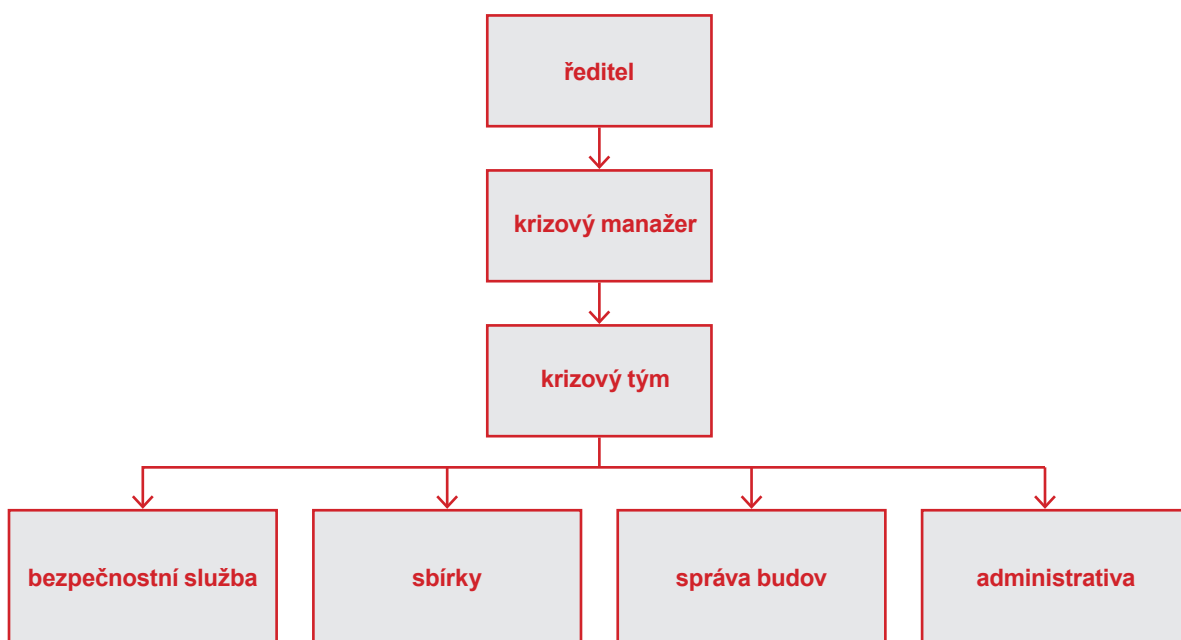 ředitel
krizový manažer
krizový tým
bezpečnostní služba
sbírky
správa budov
administrativa